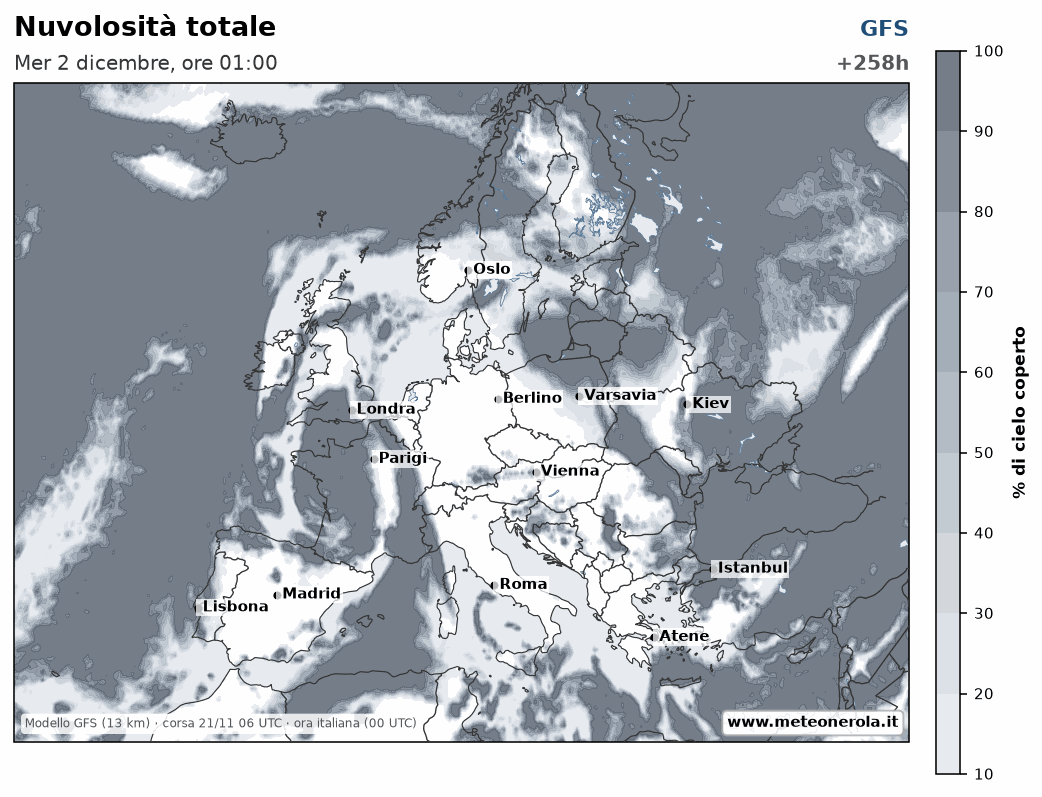 Nuvolosità totale
GFS
Mer 2 dicembre, ore 01:00
+258h
100
90
80
70
60
50
40
30
20
10
% di cielo coperto
Oslo
Berlino
Varsavia
Kiev
Londra
Parigi
Vienna
Istanbul
Roma
Madrid
Lisbona
Atene
Modello GFS (13 km) · corsa 21/11 06 UTC · ora italiana (00 UTC)
www.meteonerola.it